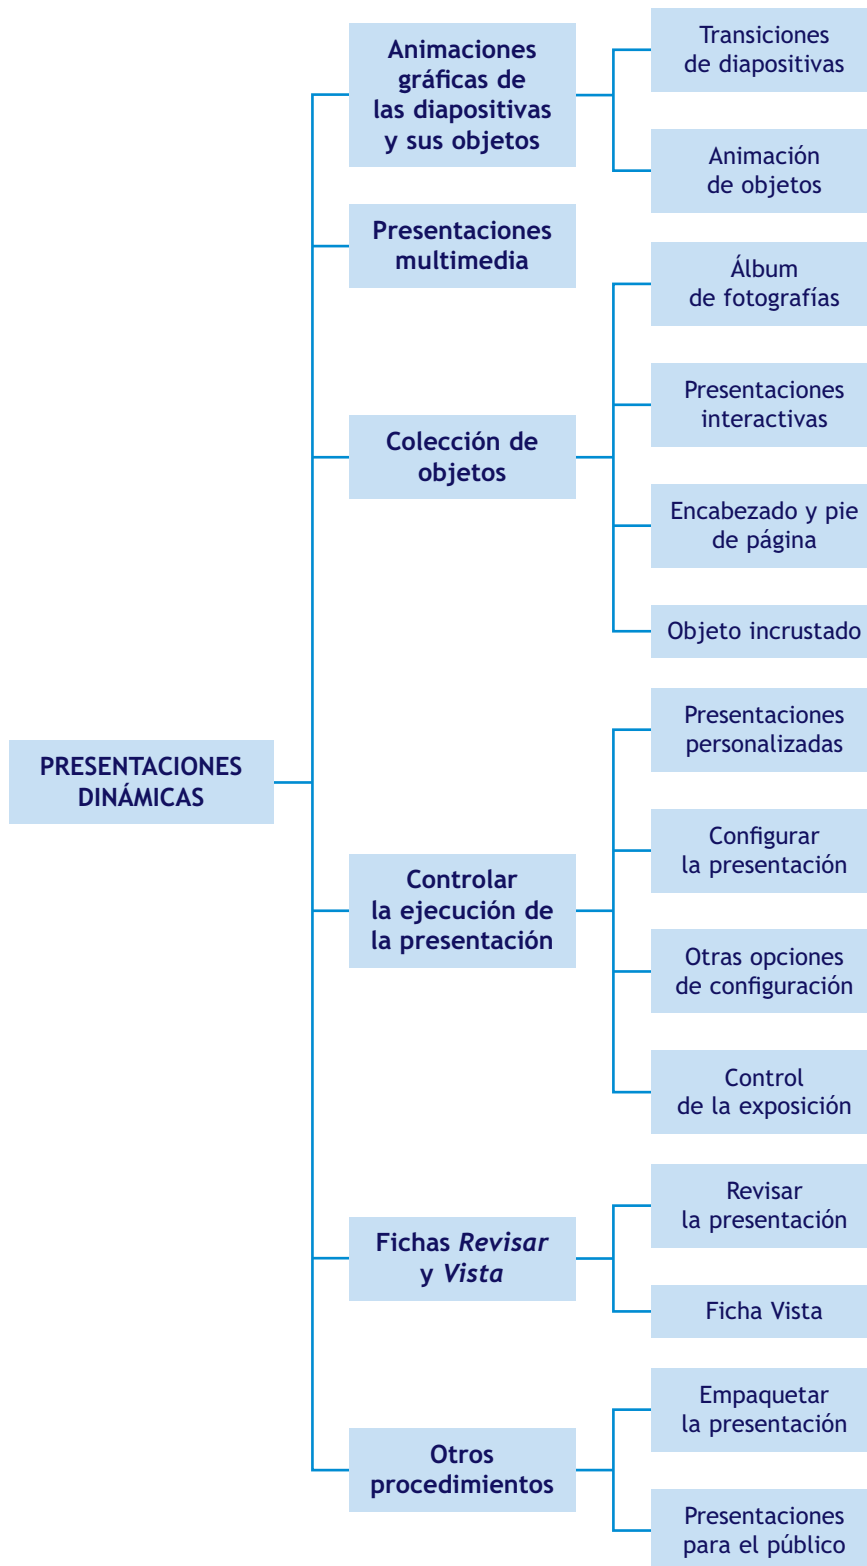 PRESENTACIONES
DINÁMICAS
Animaciones
gráficas de
las diapositivas
y sus objetos
Transiciones
de diapositivas
Animación
de objetos
Presentaciones
multimedia
Colección de
objetos
Álbum
de fotografías
Presentaciones
interactivas
Encabezado y pie
de página
Objeto incrustado
Controlar
la ejecución de
la presentación
Presentaciones
personalizadas
Configurar
la presentación
Otras opciones
de configuración
Control
de la exposición
Fichas Revisar
y Vista
Revisar
la presentación
Ficha Vista
Otros
procedimientos
Empaquetar
la presentación
Presentaciones
para el público